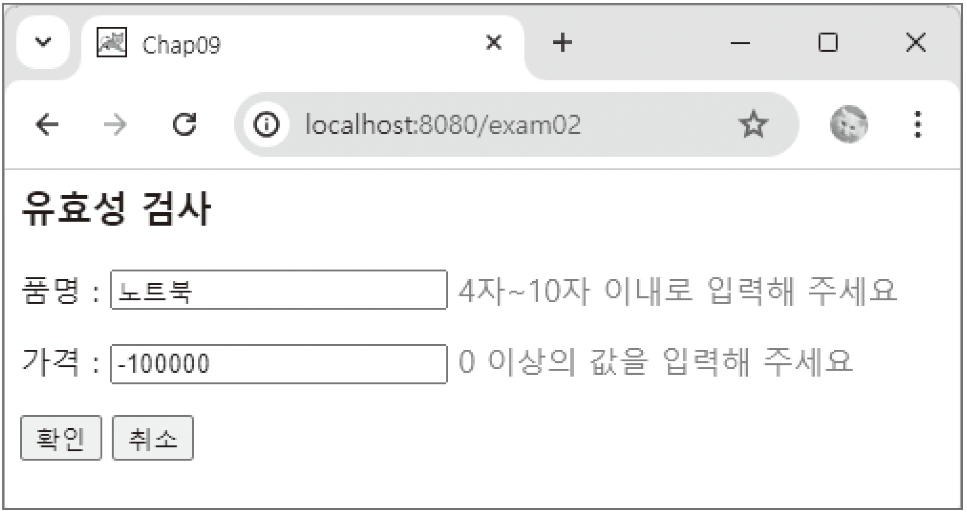 Chap09
localhost:8080/exam02
유효성 검사
품명 : 노트북 4자~10자 이내로 입력해 주세요
가격 : -100000 0 이상의 값을 입력해 주세요
확인 취소